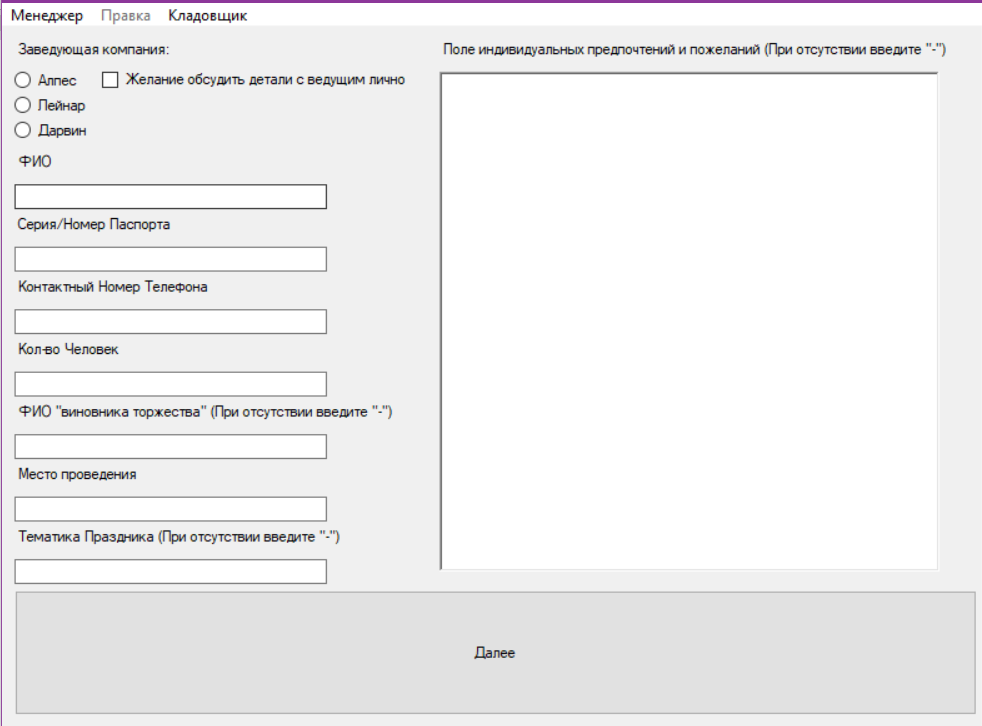 Менеджер Правка Кладовщик
Заведующая компания:
Алпес
Желание обсудить детали с ведущим лично
Лейнар
Дарвин
ФИО
Серия/Номер Паспорта
Контактный Номер Телефона
Кол-во Человек
ФИО "виновника торжества" (При отсутствии введите "-")
Место проведения
Тематика Праздника (При отсутствии введите "-")
Поле индивидуальных предпочтений и пожеланий (При отсутствии введите "-")
Далее